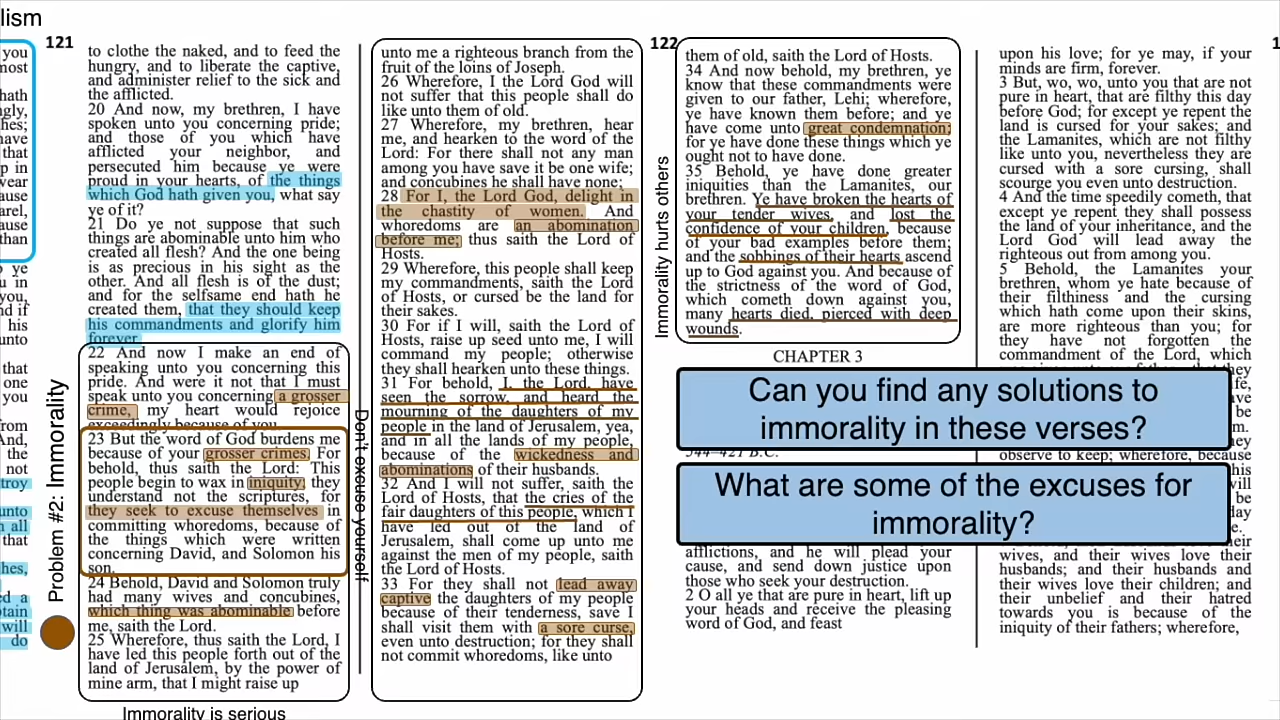 lism
121
you
most
hath
ngly,
hes;
have
that
up in
wear
ause
arel,
ause
than
o ye
u in
you,
nd if
his
unto
that
one
you
from
And,
the
not
troy
unto
n all
that
hes,
ed a
btain
will
do
Problem #2: Immorality
to clothe the naked, and to feed the
hungry, and to liberate the captive,
and administer relief to the sick and
the afflicted.
20 And now, my brethren, I have
spoken unto you concerning pride;
and those of you which have
afflicted your neighbor, and
persecuted him because ye were
proud in your hearts, of the things
which God hath given you, what say
ye of it?
21 Do ye not suppose that such
things are abominable unto him who
created all flesh? And the one being
is as precious in his sight as the
other. And all flesh is of the dust;
and for the selfsame end hath he
created them, that they should keep
his commandments and glorify him
forever.
22 And now I make an end of
speaking unto you concerning this
pride. And were it not that I must
speak unto you concerning a grosser
crime, my heart would rejoice
exceedingly because of you.
23 But the word of God burdens me
because of your grosser crimes. For
behold, thus saith the Lord: This
people begin to wax in iniquity; they
understand not the scriptures, for
they seek to excuse themselves in
committing whoredoms, because of
the things which were written
concerning David, and Solomon his
son.
24 Behold, David and Solomon truly
had many wives and concubines,
which thing was abominable before
me, saith the Lord.
25 Wherefore, thus saith the Lord, I
have led this people forth out of the
land of Jerusalem, by the power of
mine arm, that I might raise up
Immorality is serious
Don't excuse yourself
unto me a righteous branch from the
fruit of the loins of Joseph.
26 Wherefore, I the Lord God will
not suffer that this people shall do
like unto them of old.
27 Wherefore, my brethren, hear
me, and hearken to the word of the
Lord: For there shall not any man
among you have save it be one wife;
and concubines he shall have none;
28 For I, the Lord God, delight in
the chastity of women. And
whoredoms are an abomination
before me; thus saith the Lord of
Hosts.
29 Wherefore, this people shall keep
my commandments, saith the Lord
of Hosts, or cursed be the land for
their sakes.
30 For if I will, saith the Lord of
Hosts, raise up seed unto me, I will
command my people; otherwise
they shall hearken unto these things.
31 For behold, I, the Lord, have
seen the sorrow, and heard the
mourning of the daughters of my
people in the land of Jerusalem, yea,
and in all the lands of my people,
because of the wickedness and
abominations of their husbands.
32 And I will not suffer, saith the
Lord of Hosts, that the cries of the
fair daughters of this people, which I
have led out of the land of
Jerusalem, shall come up unto me
against the men of my people, saith
the Lord of Hosts.
33 For they shall not lead away
captive the daughters of my people
because of their tenderness, save I
shall visit them with a sore curse,
even unto destruction; for they shall
not commit whoredoms, like unto
122
Immorality hurts others
them of old, saith the Lord of Hosts.
34 And now behold, my brethren, ye
know that these commandments were
given to our father, Lehi; wherefore,
ye have known them before; and ye
have come unto great condemnation;
for ye have done these things which ye
ought not to have done.
35 Behold, ye have done greater
iniquities than the Lamanites, our
brethren. Ye have broken the hearts of
your tender wives, and lost the
confidence of your children, because
of your bad examples before them;
and the sobbings of their hearts ascend
up to God against you. And because of
the strictness of the word of God,
which cometh down against you,
many hearts died, pierced with deep
wounds.
CHAPTER 3
Can you find any solutions to
immorality in these verses?
544–421 B.C.
What are some of the excuses for
immorality?
afflictions, and he will plead your
cause, and send down justice upon
those who seek your destruction.
2 O all ye that are pure in heart, lift up
your heads and receive the pleasing
word of God, and feast
upon his love; for ye may, if your
minds are firm, forever.
3 But, wo, wo, unto you that are not
pure in heart, that are filthy this day
before God; for except ye repent the
land is cursed for your sakes; and
the Lamanites, which are not filthy
like unto you, nevertheless they are
cursed with a sore cursing, shall
scourge you even unto destruction.
4 And the time speedily cometh, that
except ye repent they shall possess
the land of your inheritance, and the
Lord God will lead away the
righteous out from among you.
5 Behold, the Lamanites your
brethren, whom ye hate because of
their filthiness and the cursing
which hath come upon their skins,
are more righteous than you; for
they have not forgotten the
commandment of the Lord, which
observe to keep; wherefore, because
wives, and their wives love their
husbands; and their husbands and
their wives love their children; and
their unbelief and their hatred
towards you is because of the
iniquity of their fathers; wherefore,
1